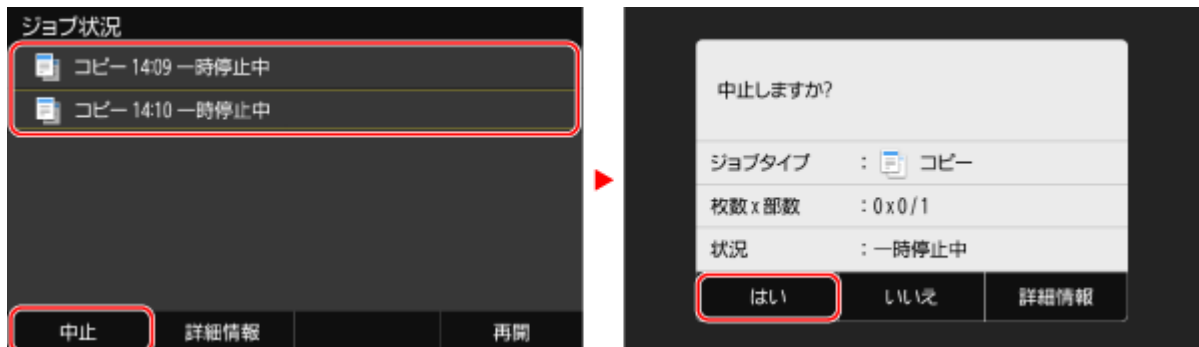 ジョブ状況
コピー 14:09 一時停止中
コピー 14:10 一時停止中
中止 詳細情報 再開
中止しますか?
ジョブタイプ : コピー
枚数 x 部数 : 0 x 0 / 1
状況 : 一時停止中
はい いいえ 詳細情報